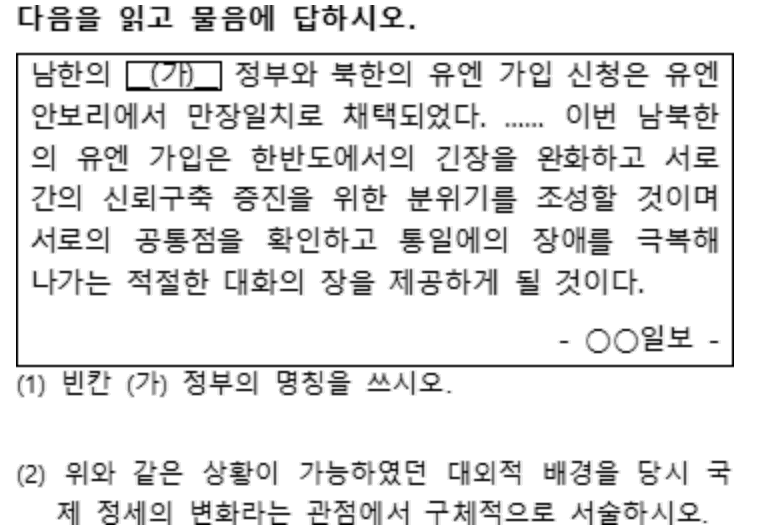 다음을 읽고 물음에 답하시오.
남한의 (가) 정부와 북한의 유엔 가입 신청은 유엔
안보리에서 만장일치로 채택되었다. …… 이번 남북한
의 유엔 가입은 한반도에서의 긴장을 완화하고 서로
간의 신뢰구축 증진을 위한 분위기를 조성할 것이며
서로의 공통점을 확인하고 통일에의 장애를 극복해
나가는 적절한 대화의 장을 제공하게 될 것이다.
- ○○일보 -
(1) 빈칸 (가) 정부의 명칭을 쓰시오.
(2) 위와 같은 상황이 가능하였던 대외적 배경을 당시 국
제 정세의 변화라는 관점에서 구체적으로 서술하시오.